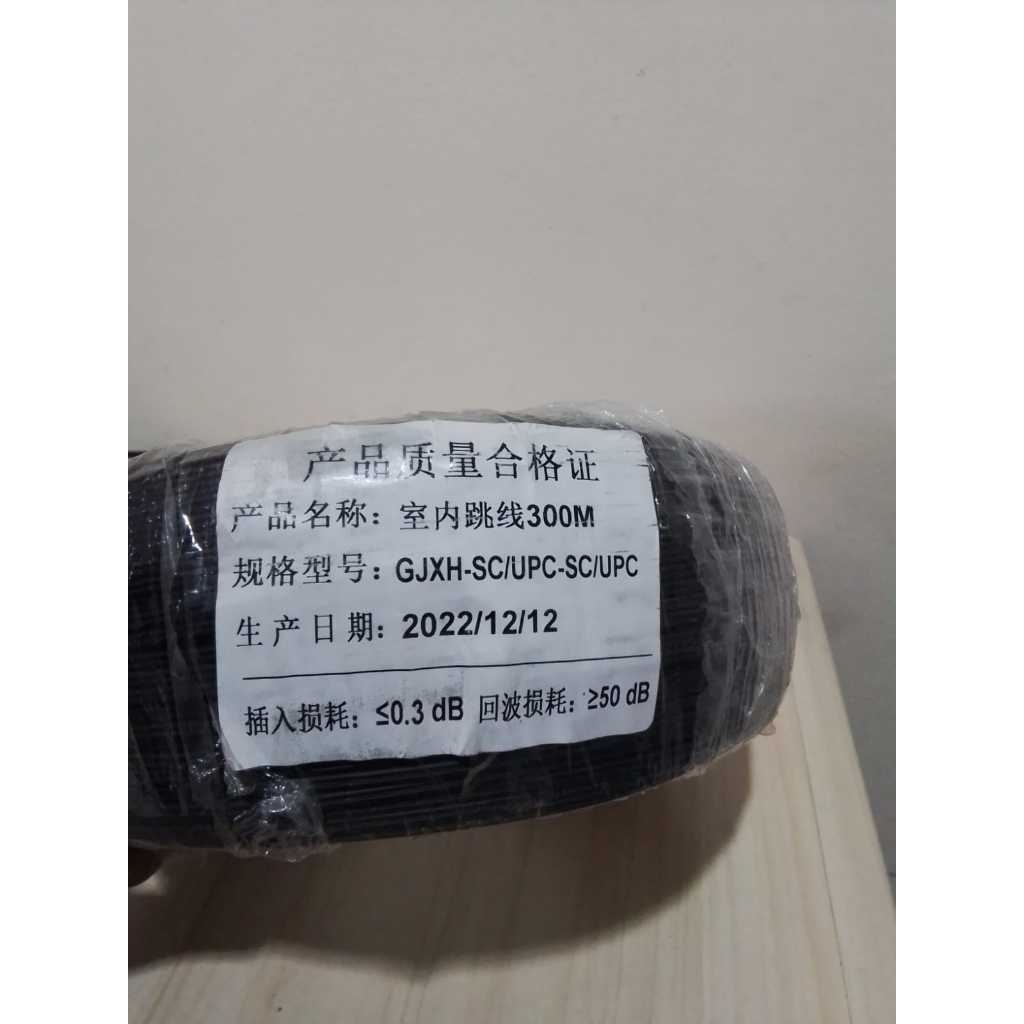 产品质量合格证
产品名称：室内跳线300M
规格型号：GJXH-SC/UPC-SC/UPC
生产日期：2022/12/12
插入损耗：≤0.3 dB 回波损耗：≥50 dB